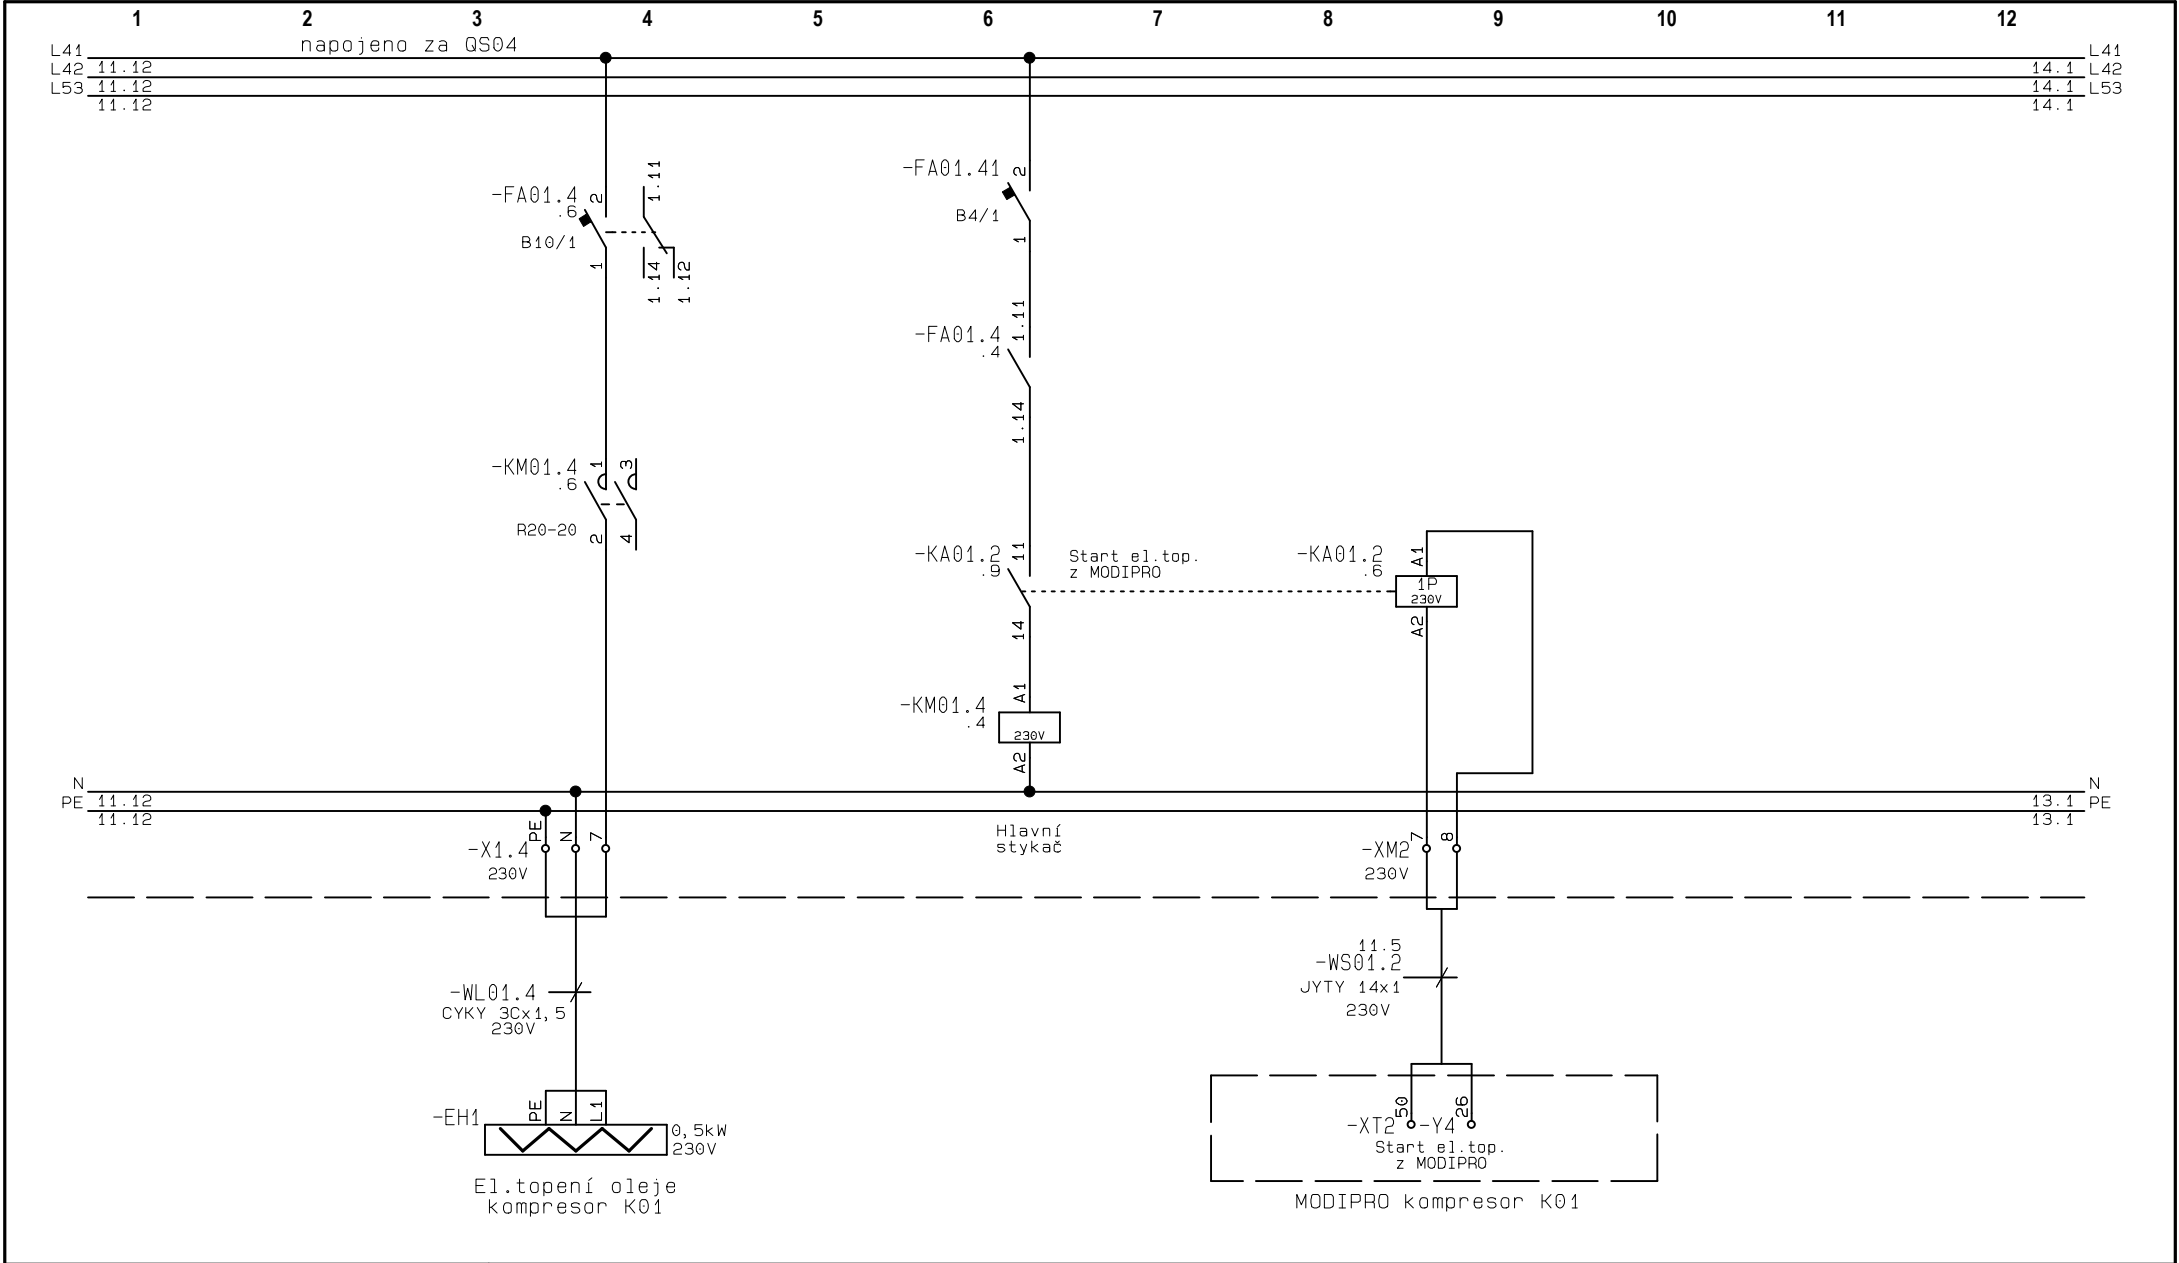 1 2 3 4 5 6 7 8 9 10 11 12
napojeno za QS04
L41 L41
L42 11.12 14.1 L42
L53 11.12 14.1 L53
11.12 14.1
-FA01.4 2 1.11
.6
B10/1
1 1.14 1.12
-FA01.41 2
B4/1
1
-FA01.4 1.11
.4
1.14
-KM01.4 1 3
.6
R20-20
2 4
-KA01.2 11
.9
14
Start el.top.
z MODIPRO
-KA01.2 A1
.6
1P
230V
A2
-KM01.4 A1
.4
230V
A2
N N
PE 11.12 13.1 PE
11.12 13.1
Hlavní
stykač
-X1.4 PE N 7
230V
-XM2 7 8
230V
-WL01.4
CYKY 3Cx1,5
230V
11.5
-WS01.2
JYTY 14x1
230V
-EH1 PE N L1
0,5kW
230V
El.topení oleje
kompresor K01
-XT2 50 -Y4 26
Start el.top.
z MODIPRO
MODIPRO kompresor K01